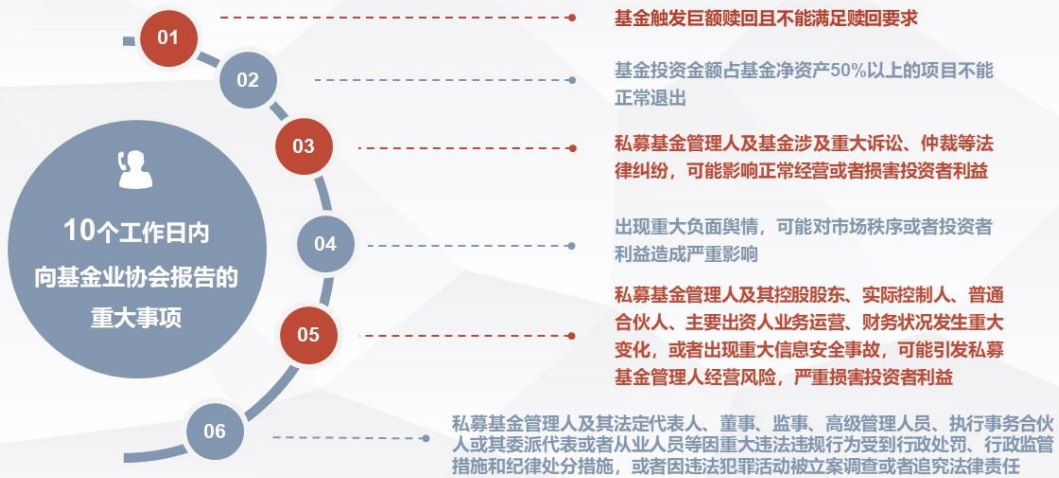 10个工作日内
向基金业协会报告的
重大事项
01
基金触发巨额赎回且不能满足赎回要求
02
基金投资金额占基金净资产50%以上的项目不能
正常退出
03
私募基金管理人及基金涉及重大诉讼、仲裁等法
律纠纷，可能影响正常经营或者损害投资者利益
04
出现重大负面舆情，可能对市场秩序或者投资者
利益造成严重影响
05
私募基金管理人及其控股股东、实际控制人、普通
合伙人、主要出资人业务运营、财务状况发生重大
变化，或者出现重大信息安全事故，可能引发私募
基金管理人经营风险，严重损害投资者利益
06
私募基金管理人及其法定代表人、董事、监事、高级管理人员、执行事务合伙
人或其委派代表或者从业人员等因重大违法违规行为受到行政处罚、行政监管
措施和纪律处分措施，或者因违法犯罪活动被立案调查或者追究法律责任